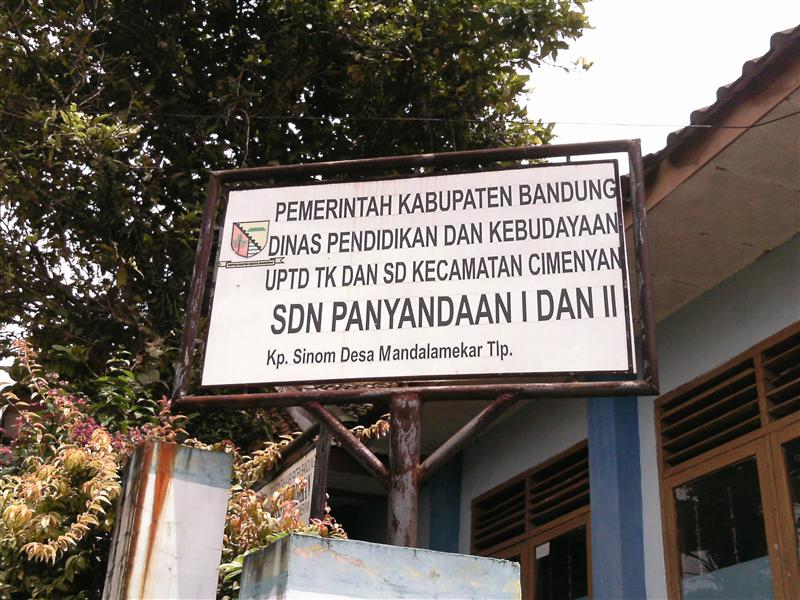 PEMERINTAH KABUPATEN BANDUNG
DINAS PENDIDIKAN DAN KEBUDAYAAN
UPTD TK DAN SD KECAMATAN CIMENYAN
SDN PANYANDAAN I DAN II
Kp. Sinom Desa Mandalamekar Tlp.